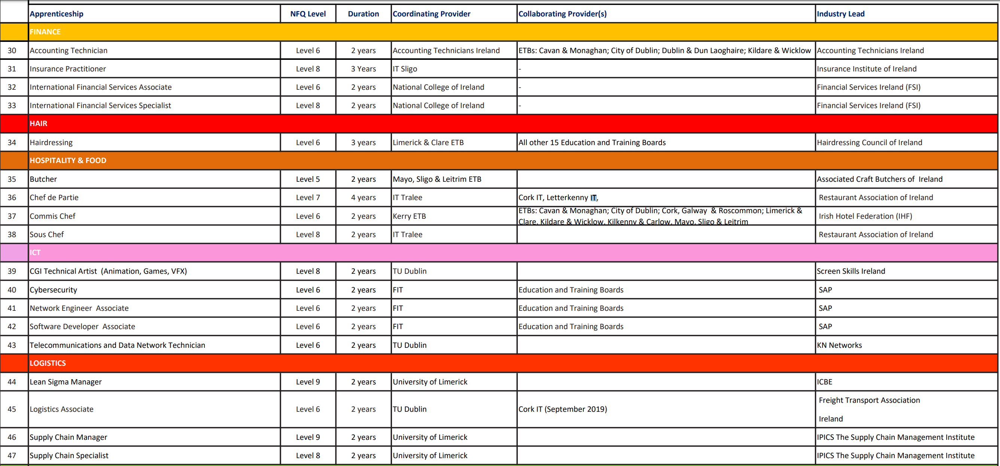 Apprenticeship NFQ Level Duration Coordinating Provider Collaborating Provider(s) Industry Lead
FINANCE
30 Accounting Technician Level 6 2 years Accounting Technicians Ireland ETBs: Cavan & Monaghan; City of Dublin; Dublin & Dun Laoghaire; Kildare & Wicklow Accounting Technicians Ireland
31 Insurance Practitioner Level 8 3 Years IT Sligo - Insurance Institute of Ireland
32 International Financial Services Associate Level 6 2 years National College of Ireland - Financial Services Ireland (FSI)
33 International Financial Services Specialist Level 8 2 years National College of Ireland - Financial Services Ireland (FSI)
HAIR
34 Hairdressing Level 6 3 years Limerick & Clare ETB All other 15 Education and Training Boards Hairdressing Council of Ireland
HOSPITALITY & FOOD
35 Butcher Level 5 2 years Mayo, Sligo & Leitrim ETB Associated Craft Butchers of Ireland
36 Chef de Partie Level 7 4 years IT Tralee Cork IT, Letterkenny IT, Restaurant Association of Ireland
37 Commis Chef Level 6 2 years Kerry ETB ETBs: Cavan & Monaghan; City of Dublin; Cork, Galway & Roscommon; Limerick &
Clare, Kildare & Wicklow, Kilkenny & Carlow, Mayo, Sligo & Leitrim Irish Hotel Federation (IHF)
38 Sous Chef Level 8 2 years IT Tralee Restaurant Association of Ireland
ICT
39 CGI Technical Artist (Animation, Games, VFX) Level 8 2 years TU Dublin Screen Skills Ireland
40 Cybersecurity Level 6 2 years FIT Education and Training Boards SAP
41 Network Engineer Associate Level 6 2 years FIT Education and Training Boards SAP
42 Software Developer Associate Level 6 2 years FIT Education and Training Boards SAP
43 Telecommunications and Data Network Technician Level 6 2 years TU Dublin KN Networks
LOGISTICS
44 Lean Sigma Manager Level 9 2 years University of Limerick ICBE
45 Logistics Associate Level 6 2 years TU Dublin Cork IT (September 2019) Freight Transport Association
Ireland
46 Supply Chain Manager Level 9 2 years University of Limerick IPICS The Supply Chain Management Institute
47 Supply Chain Specialist Level 8 2 years University of Limerick IPICS The Supply Chain Management Institute